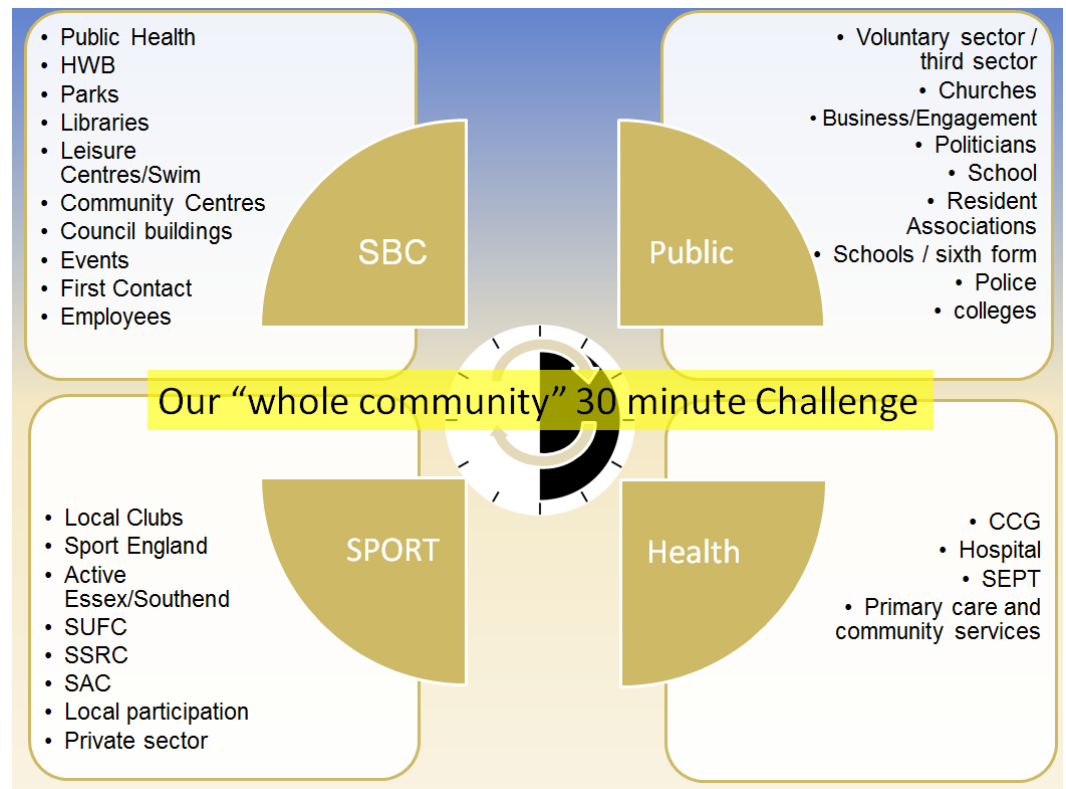 • Public Health
• HWB
• Parks
• Libraries
• Leisure
Centres/Swim
• Community Centres
• Council buildings
• Events
• First Contact
• Employees
SBC
• Voluntary sector /
third sector
• Churches
• Business/Engagement
• Politicians
• School
• Resident
Associations
• Schools / sixth form
• Police
• colleges
Public
Our “whole community” 30 minute Challenge
• Local Clubs
• Sport England
• Active
Essex/Southend
• SUFC
• SSRC
• SAC
• Local participation
• Private sector
SPORT
Health
• CCG
• Hospital
• SEPT
• Primary care and
community services